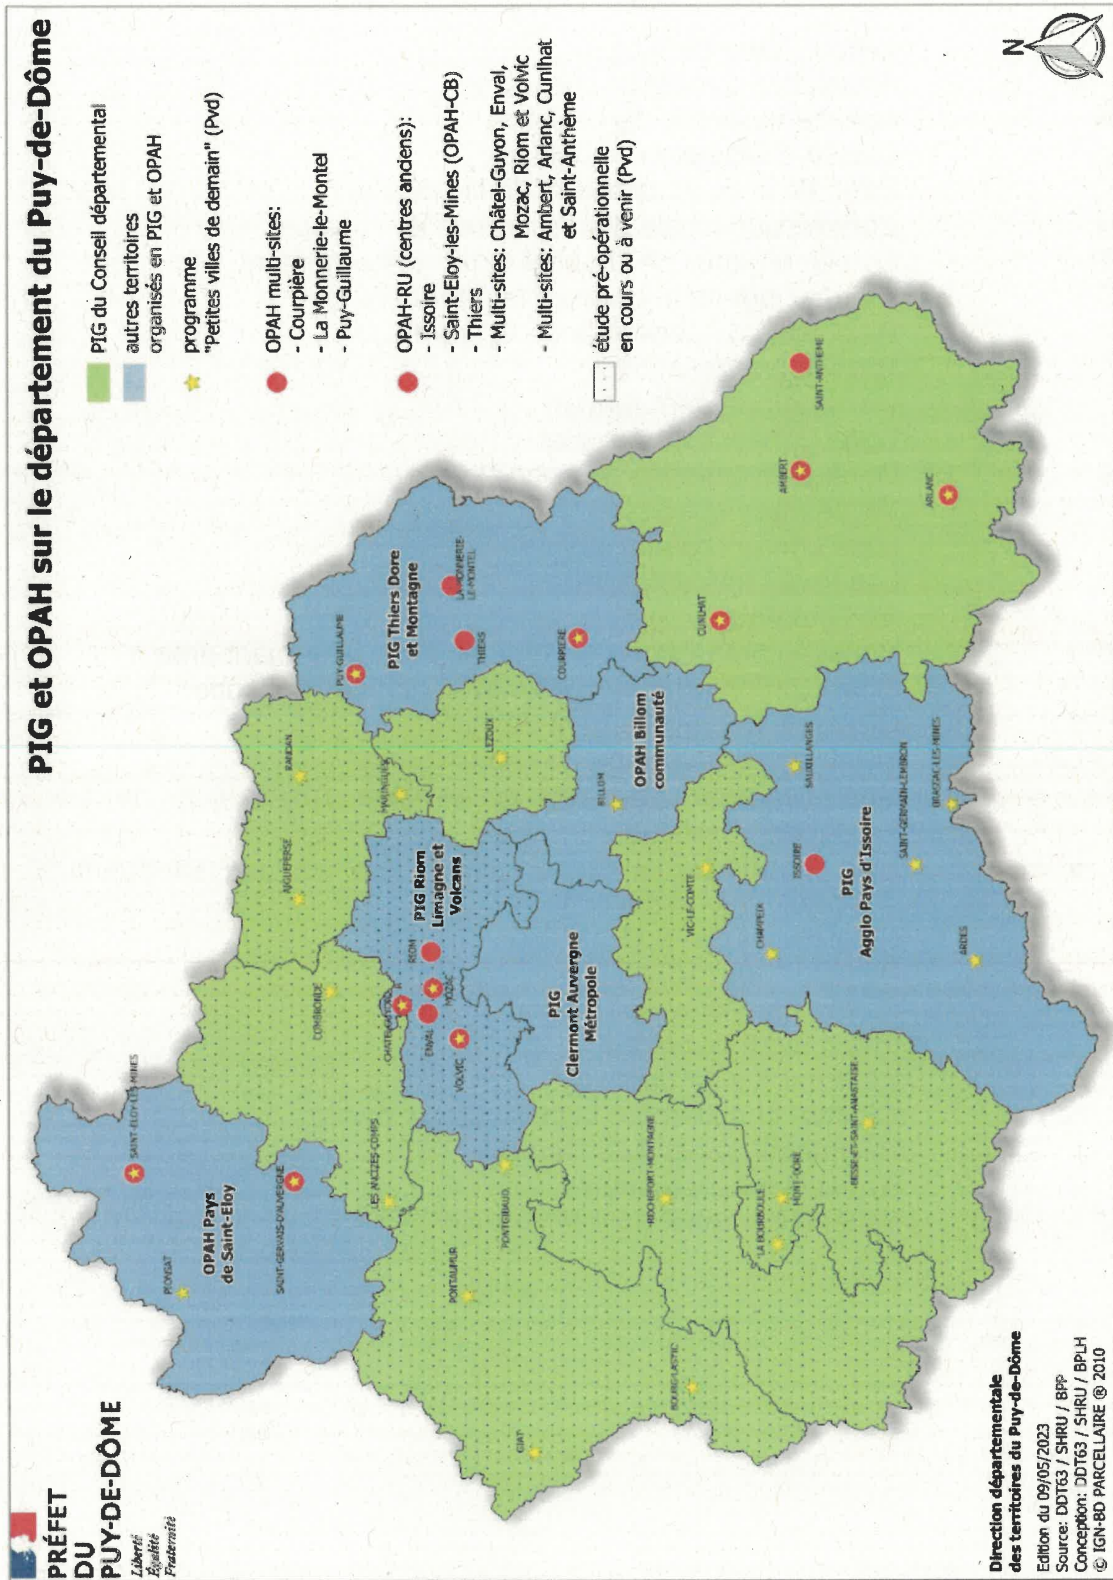 PRÉFET
DU
PUY-DE-DÔME
Liberté
Égalité
Fraternité
PIG et OPAH sur le département du Puy-de-Dôme
PIG du Conseil départemental
autres territoires
organisés en PIG et OPAH
programme
"Petites villes de demain" (Pvd)
OPAH multi-sites:
- Courpière
- La Monnerie-le-Montel
- Puy-Guillaume
OPAH-RU (centres anciens):
- Issoire
- Saint-Eloy-les-Mines (OPAH-CB)
- Thiers
- Multi-sites: Châtel-Guyon, Enval,
Mozac, Riom et Volvic
- Multi-sites: Ambert, Arlanc, Cunlhat
et Saint-Anthème
étude pré-opérationnelle
en cours ou à venir (Pvd)
N
SAINT-ELOY-LES-MINES
PIONSAT
OPAH Pays
de Saint-Eloy
SAINT-GERVAIS-D'AUVERGNE
COMBRONDE
AIGUEPERSE
RANDAN
PUY-GUILLAUME
PIG Thiers Dore
et Montagne
LES ANCIZES-COMPS
ENVAL
RIOM
MOZAC
VOLVIC
PIG Riom
Limagne et
Volcans
MARINGUES
THIERS
LA-MONNERIE-
LE-MONTEL
LEZOUX
PONTAUMUR
PONTGIBAUD
GIAT
COURPIERE
PIG
Clermont Auvergne
Métropole
BILLOM
OPAH Billom
communauté
ROCHEFORT-MONTAGNE
BOURG-LASTIC
VIC-LE-COMTE
CUNLHAT
AMBERT
SAINT-ANTHEME
ARLANC
LA BOURBOULE
MONT-DORE
CHAMPEIX
ISSOIRE
SAUXILLANGES
PIG
Agglo Pays d'Issoire
BESSE-ET-SAINT-ANASTAISE
SAINT-GERMAIN-LEMBRON
BRASSAC-LES-MINES
ARDES
Direction départementale
des territoires du Puy-de-Dôme
Edition du 09/05/2023
Source: DDT63 / SHRU / BPP
Conception: DDT63 / SHRU / BPLH
© IGN-BD PARCELLAIRE ® 2010